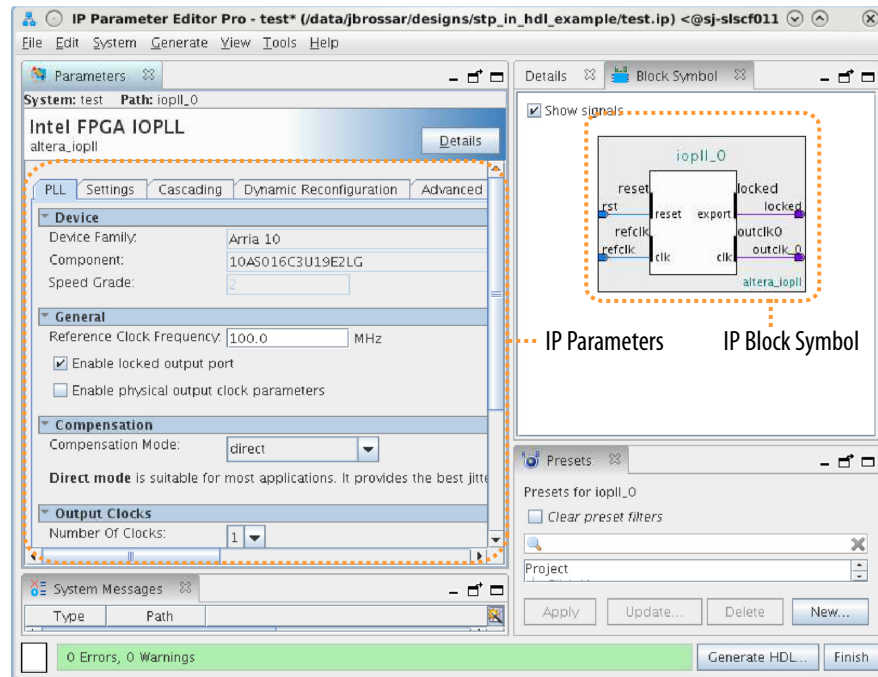 IP Parameter Editor Pro - test* (/data/jbrossar/designs/stp_in_hdl_example/test.ip) <@sj-slscf011
File Edit System Generate View Tools Help
Parameters
System: test Path: iopll_0
Intel FPGA IOPLL
altera_iopll
Details
PLL Settings Cascading Dynamic Reconfiguration Advanced
Device
Device Family: Arria 10
Component: 10AS016C3U19E2LG
Speed Grade: 2
General
Reference Clock Frequency: 100.0 MHz
Enable locked output port
Enable physical output clock parameters
Compensation
Compensation Mode: direct
Direct mode is suitable for most applications. It provides the best jitte
Output Clocks
Number Of Clocks: 1
System Messages
Type Path
0 Errors, 0 Warnings
Details Block Symbol
Show signals
iopll_0
reset locked
rst locked
reset export
refclk outclk0
refclk outclk_0
clk clk
altera_iopll
IP Parameters IP Block Symbol
Presets
Presets for iopll_0
Clear preset filters
Project
Apply Update... Delete New...
Generate HDL... Finish